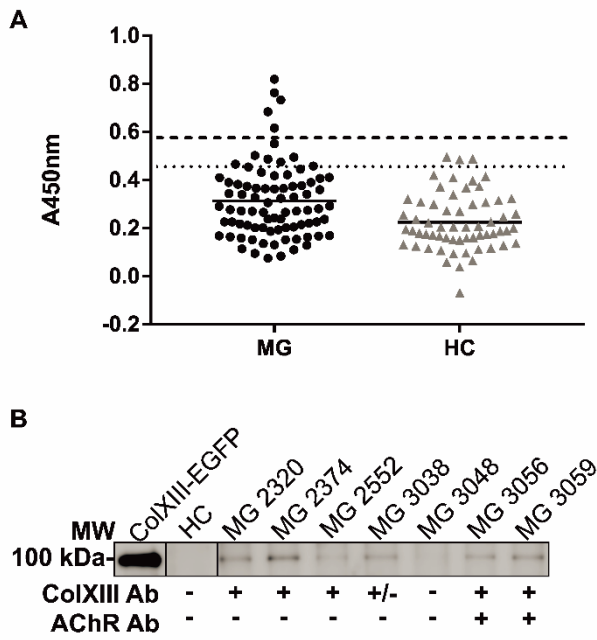 A
1.0
0.8
0.6
0.4
0.2
0.0
-0.2
A450nm
MG HC
B
ColXIII-EGFP HC MG 2320 MG 2374 MG 2552 MG 3038 MG 3048 MG 3056 MG 3059
MW
100 kDa-
ColXIII Ab - + + + +/- - + +
AChR Ab - - - - - - + +